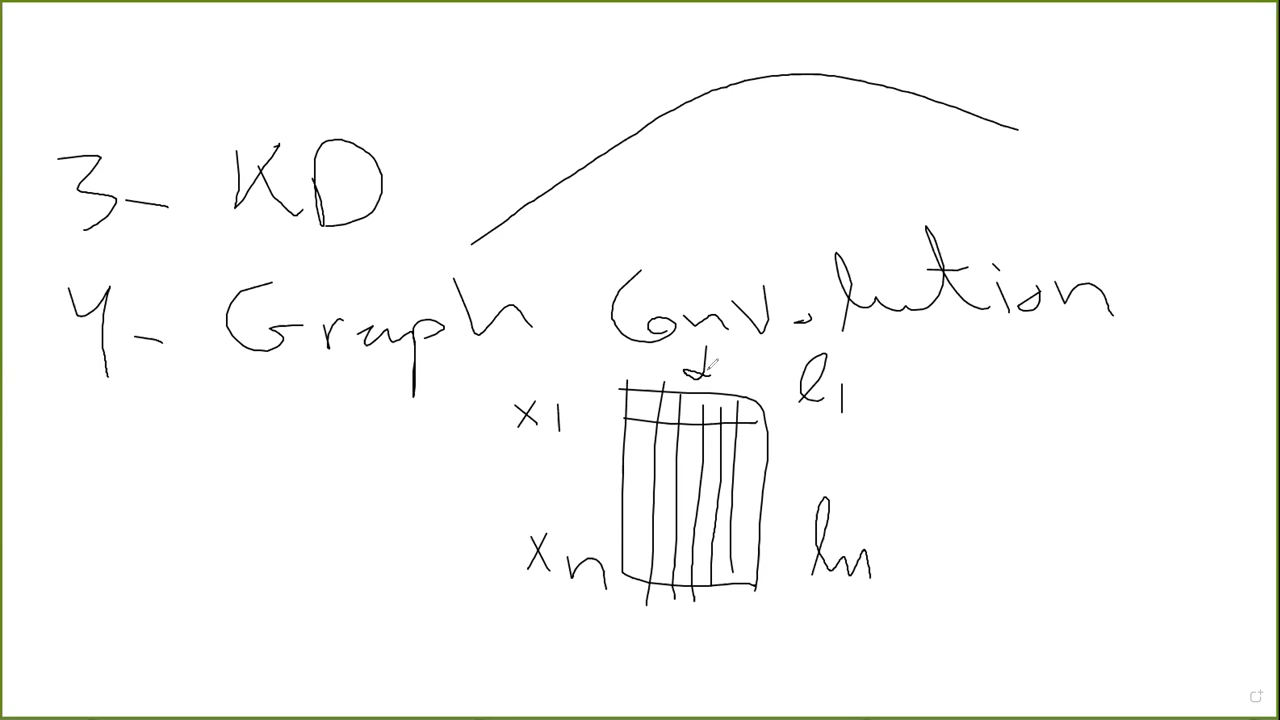 3- KD
4- Graph Convolution
x1 l1
xn ln